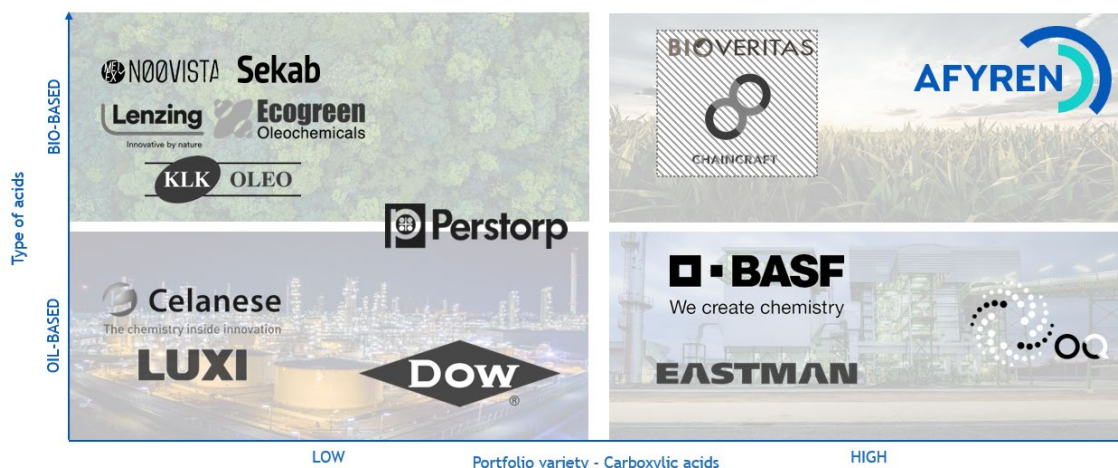 BIO-BASED
Type of acids
OIL-BASED
NOOVISTA Sekab
Lenzing
Innovative by nature
Ecogreen
Oleochemicals
KLK OLEO
BIOVERITAS
CHAINCRAFT
AFYREN
Perstorp
Celanese
The chemistry inside innovation
LUXI
DOW
®
BASF
We create chemistry
EASTMAN
OQ
LOW
Portfolio variety - Carboxylic acids
HIGH